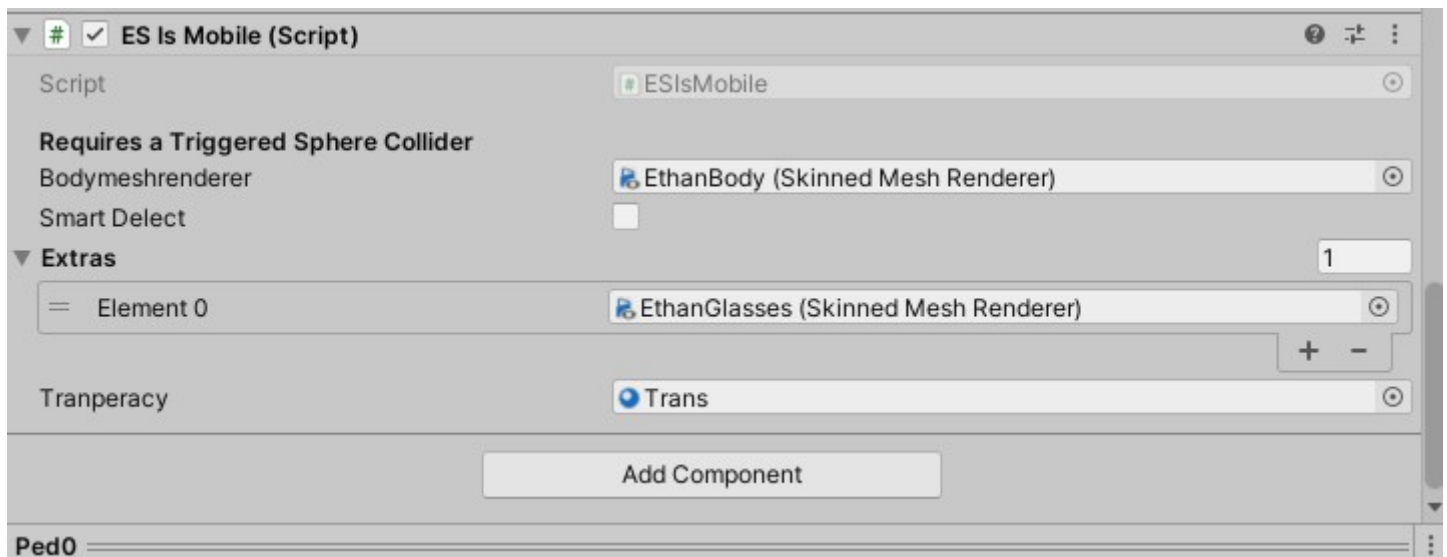 ES Is Mobile (Script)
Script ESIsMobile
Requires a Triggered Sphere Collider
Bodymeshrenderer EthanBody (Skinned Mesh Renderer)
Smart Delect
Extras 1
Element 0 EthanGlasses (Skinned Mesh Renderer)
+ −
Tranperacy Trans
Add Component
Ped0